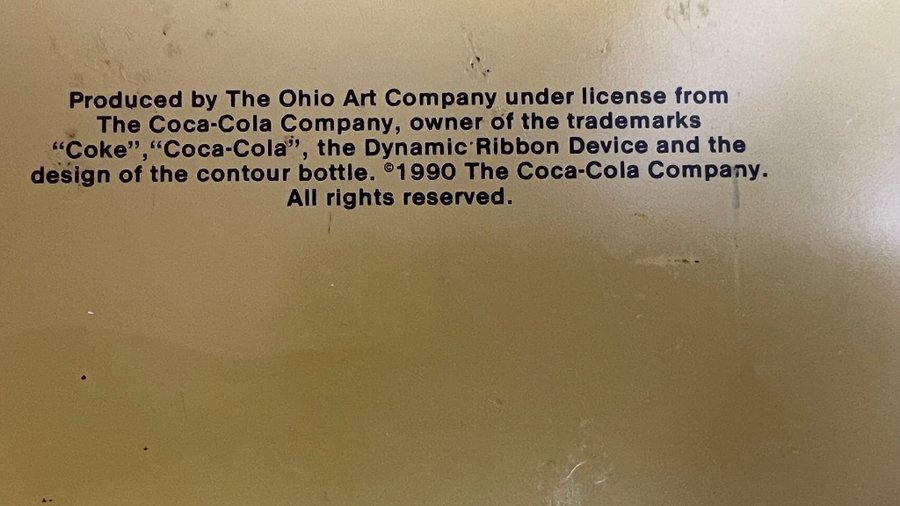 Produced by The Ohio Art Company under license from
The Coca-Cola Company, owner of the trademarks
“Coke”,“Coca-Cola”, the Dynamic Ribbon Device and the
design of the contour bottle. ©1990 The Coca-Cola Company.
All rights reserved.